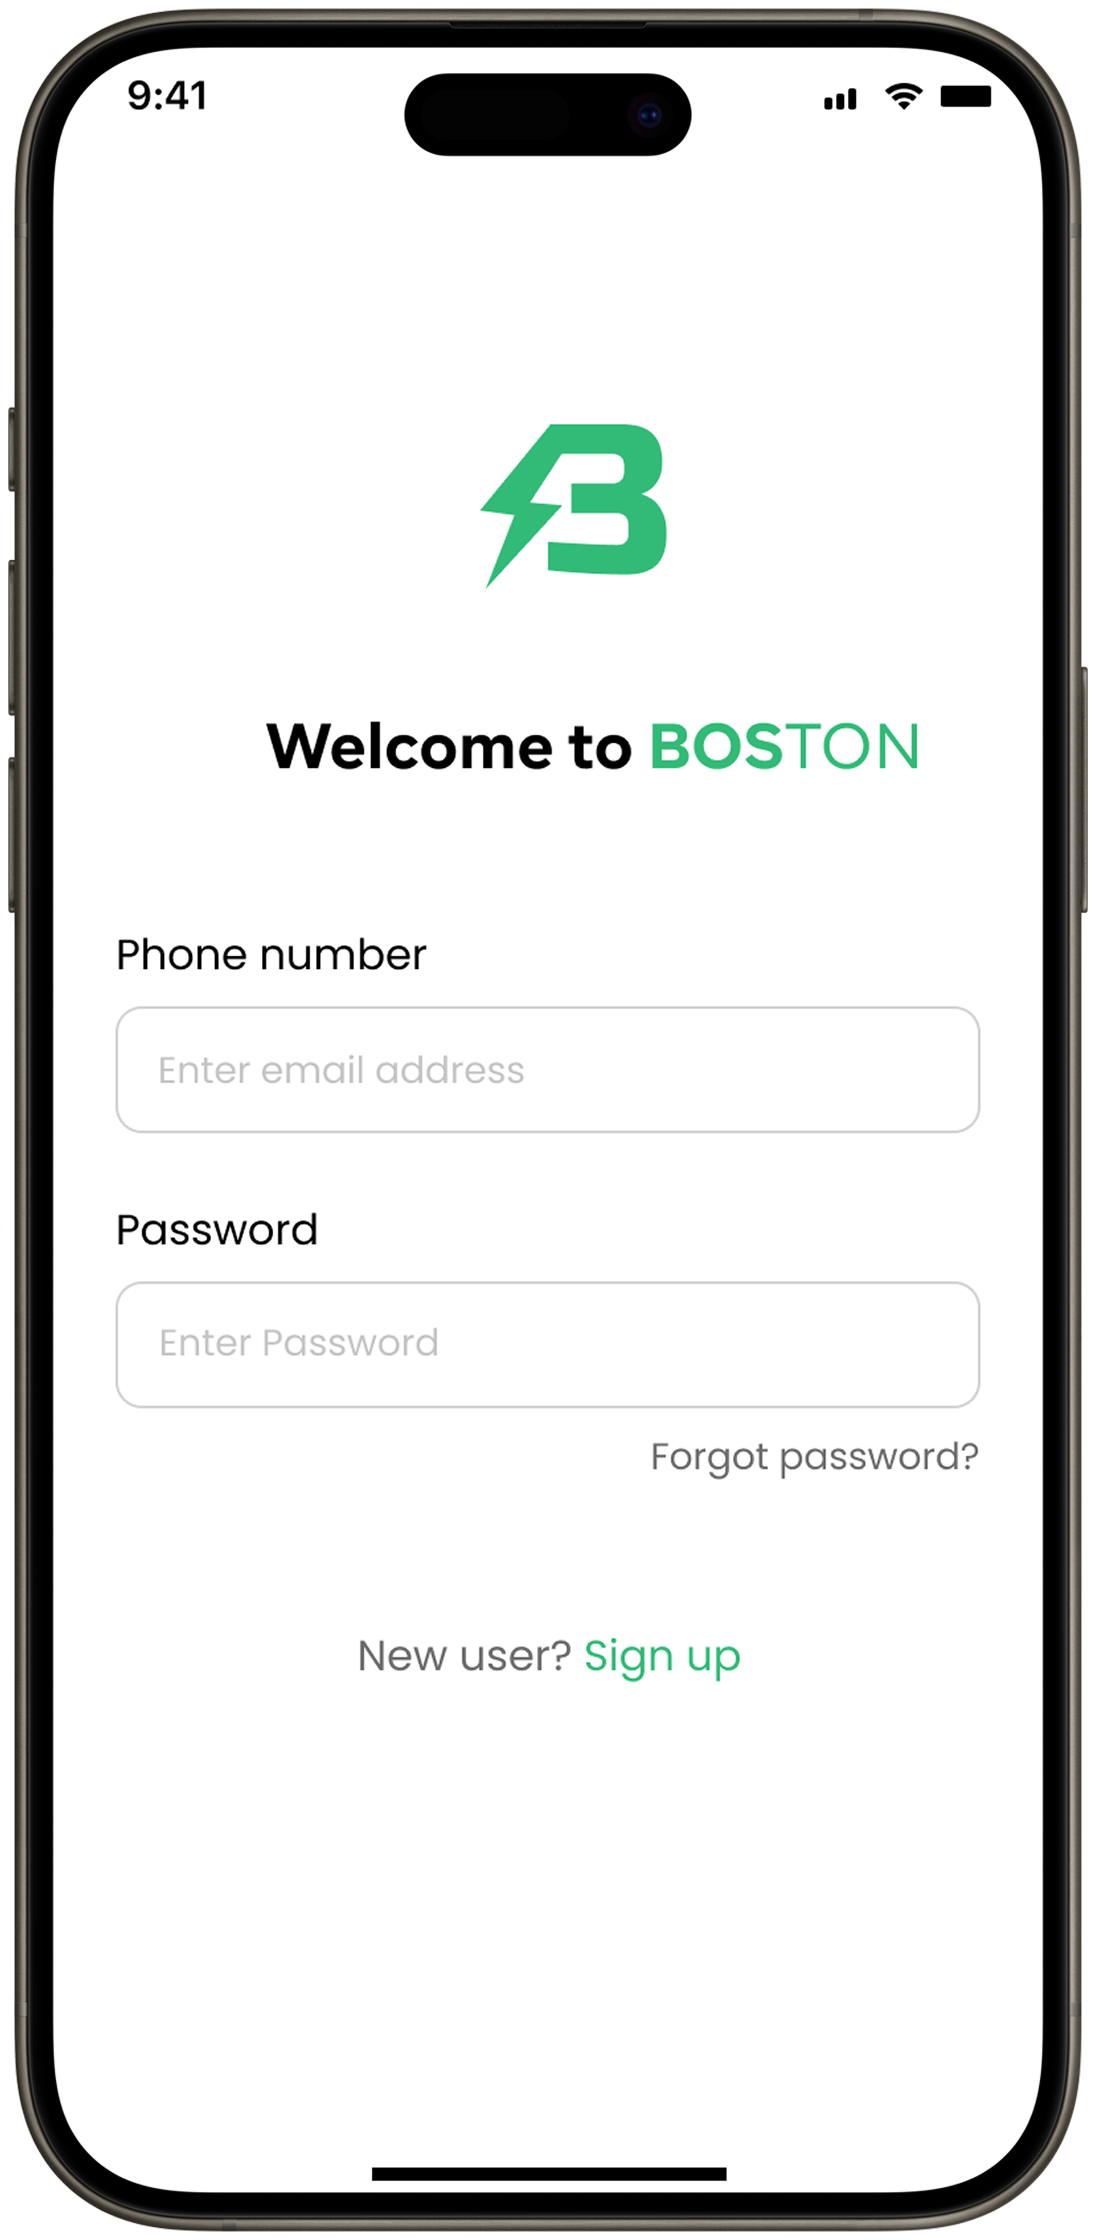 9:41
Welcome to BOSTON
Phone number
Enter email address
Password
Enter Password
Forgot password?
New user? Sign up